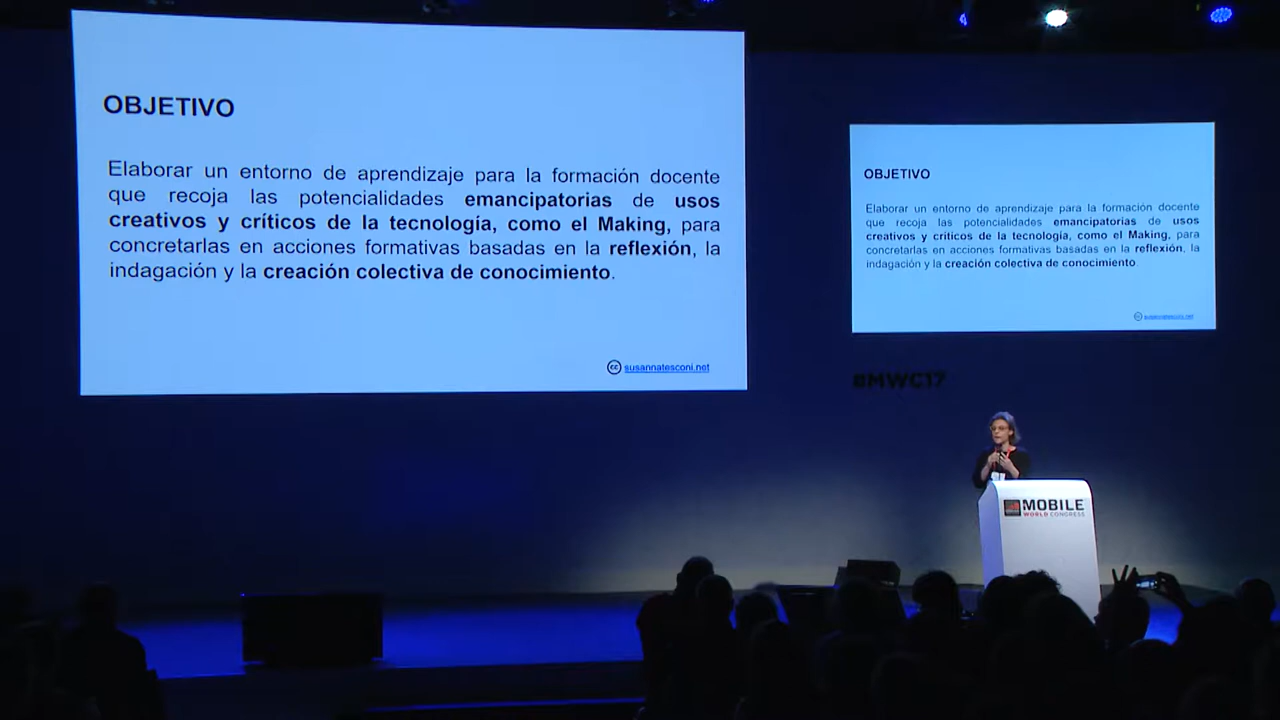 OBJETIVO
Elaborar un entorno de aprendizaje para la formación docente
que recoja las potencialidades emancipatorias de usos
creativos y críticos de la tecnología, como el Making, para
concretarlas en acciones formativas basadas en la reflexión, la
indagación y la creación colectiva de conocimiento.
cc susannatesconi.net
OBJETIVO
Elaborar un entorno de aprendizaje para la formación docente
que recoja las potencialidades emancipatorias de usos
creativos y críticos de la tecnología, como el Making, para
concretarlas en acciones formativas basadas en la reflexión, la
indagación y la creación colectiva de conocimiento.
cc susannatesconi.net
#MWC17
MOBILE
WORLD CONGRESS